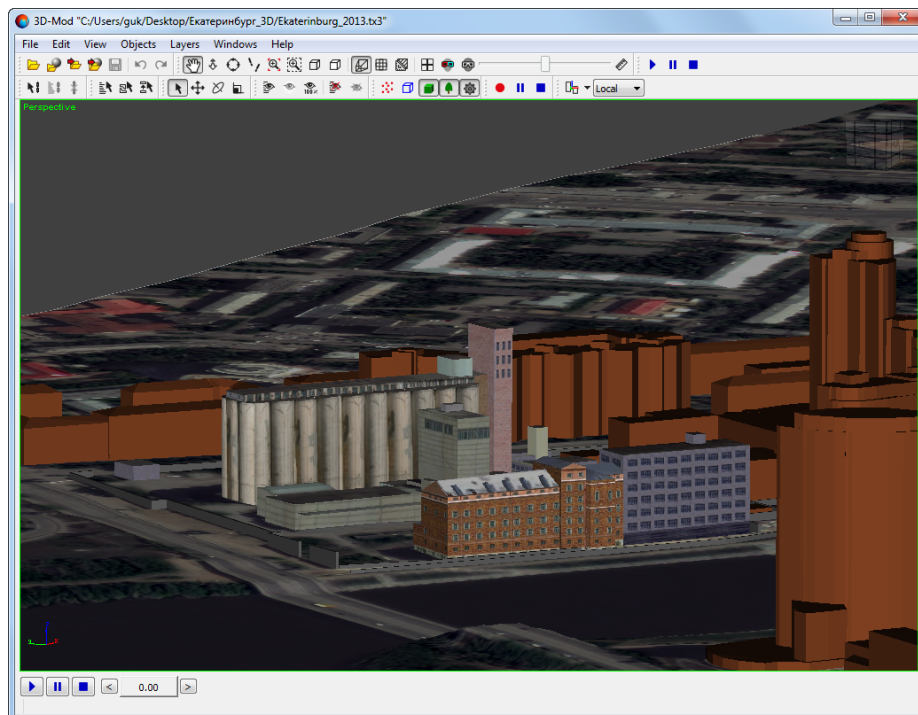 3D-Mod "C:/Users/guk/Desktop/Екатеринбург_3D/Ekaterinburg_2013.tx3"
File Edit View Objects Layers Windows Help
100%
Local
Perspective
< 0.00 >